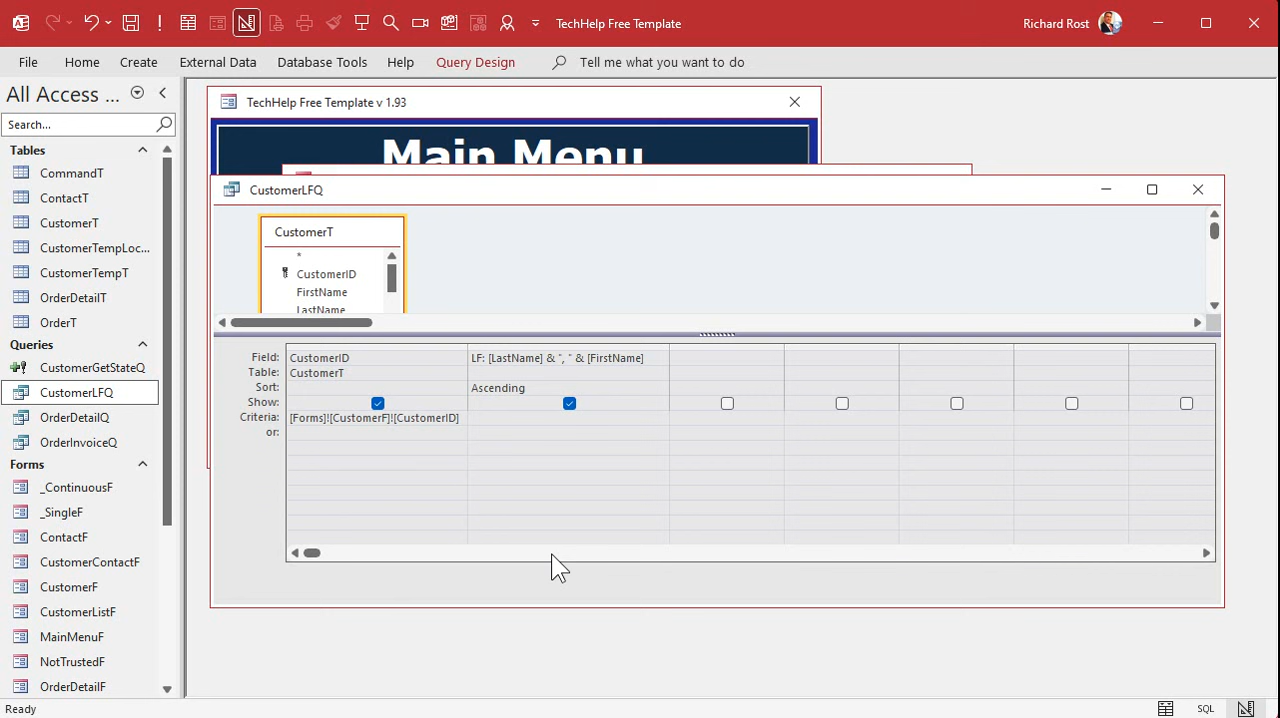 TechHelp Free Template
Richard Rost
File
Home
Create
External Data
Database Tools
Help
Query Design
Tell me what you want to do
All Access ...
Search...
Tables
CommandT
ContactT
CustomerT
CustomerTempLoc...
CustomerTempT
OrderDetailT
OrderT
Queries
CustomerGetStateQ
CustomerLFQ
OrderDetailQ
OrderInvoiceQ
Forms
_ContinuousF
_SingleF
ContactF
CustomerContactF
CustomerF
CustomerListF
MainMenuF
NotTrustedF
OrderDetailF
TechHelp Free Template v 1.93
Main Menu
CustomerLFQ
CustomerT
*
CustomerID
FirstName
LastName
Field: CustomerID LF: [LastName] & ", " & [FirstName]
Table: CustomerT
Sort: Ascending
Show:
Criteria: [Forms]![CustomerF]![CustomerID]
or:
Ready
SQL